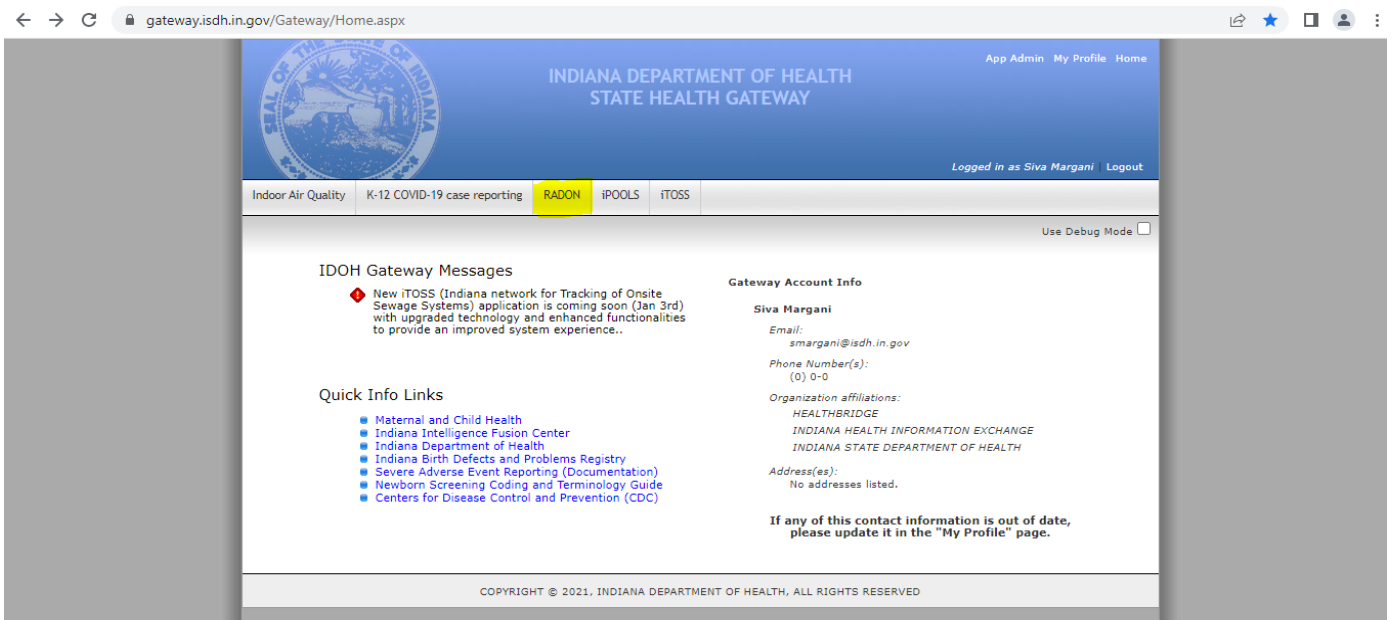 gateway.isdh.in.gov/Gateway/Home.aspx
App Admin My Profile Home
INDIANA DEPARTMENT OF HEALTH
STATE HEALTH GATEWAY
SEAL OF THE STATE OF INDIANA
Logged in as Siva Margani | Logout
Indoor Air Quality K-12 COVID-19 case reporting RADON iPOOLS iTOSS
Use Debug Mode
IDOH Gateway Messages
New iTOSS (Indiana network for Tracking of Onsite
Sewage Systems) application is coming soon (Jan 3rd)
with upgraded technology and enhanced functionalities
to provide an improved system experience..
Quick Info Links
Maternal and Child Health
Indiana Intelligence Fusion Center
Indiana Department of Health
Indiana Birth Defects and Problems Registry
Severe Adverse Event Reporting (Documentation)
Newborn Screening Coding and Terminology Guide
Centers for Disease Control and Prevention (CDC)
Gateway Account Info
Siva Margani
Email:
smargani@isdh.in.gov
Phone Number(s):
(0) 0-0
Organization affiliations:
HEALTHBRIDGE
INDIANA HEALTH INFORMATION EXCHANGE
INDIANA STATE DEPARTMENT OF HEALTH
Address(es):
No addresses listed.
If any of this contact information is out of date,
please update it in the "My Profile" page.
COPYRIGHT © 2021, INDIANA DEPARTMENT OF HEALTH, ALL RIGHTS RESERVED